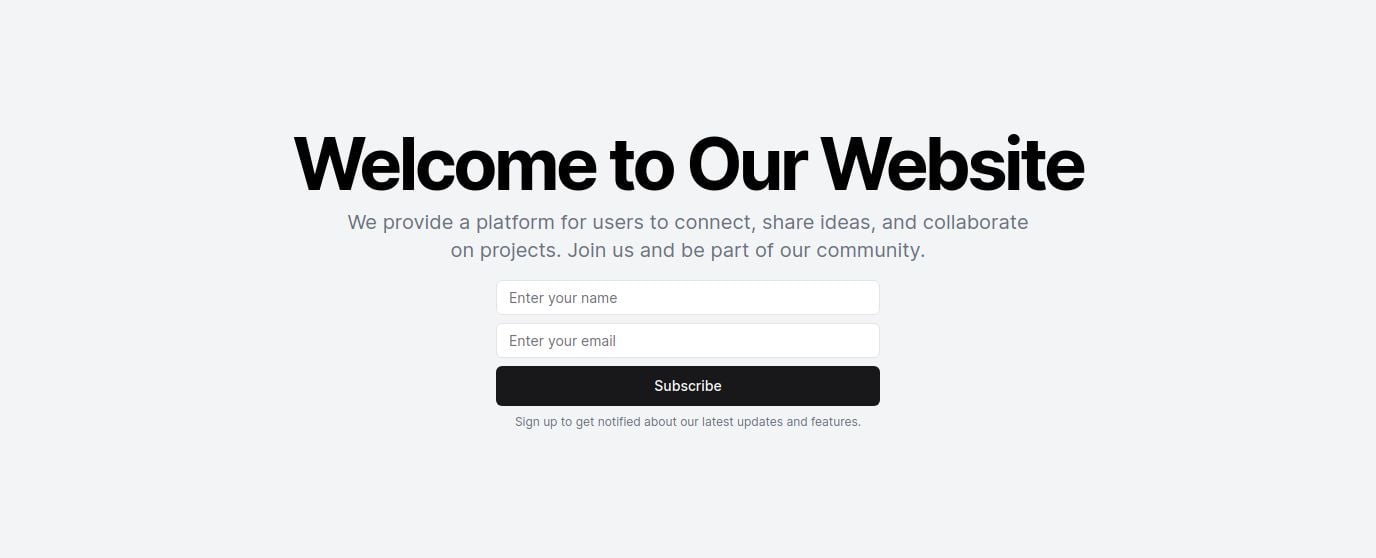 Welcome to Our Website
We provide a platform for users to connect, share ideas, and collaborate
on projects. Join us and be part of our community.
Enter your name
Enter your email
Subscribe
Sign up to get notified about our latest updates and features.